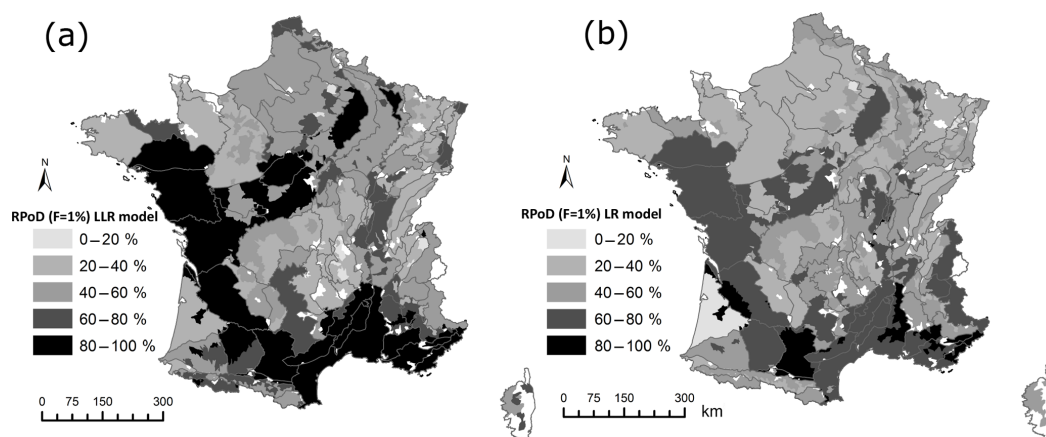 (a)
N
RPoD (F=1%) LLR model
0–20 %
20–40 %
40–60 %
60–80 %
80–100 %
0 75 150 300
(b)
N
RPoD (F=1%) LR model
0–20 %
20–40 %
40–60 %
60–80 %
80–100 %
0 75 150 300 km